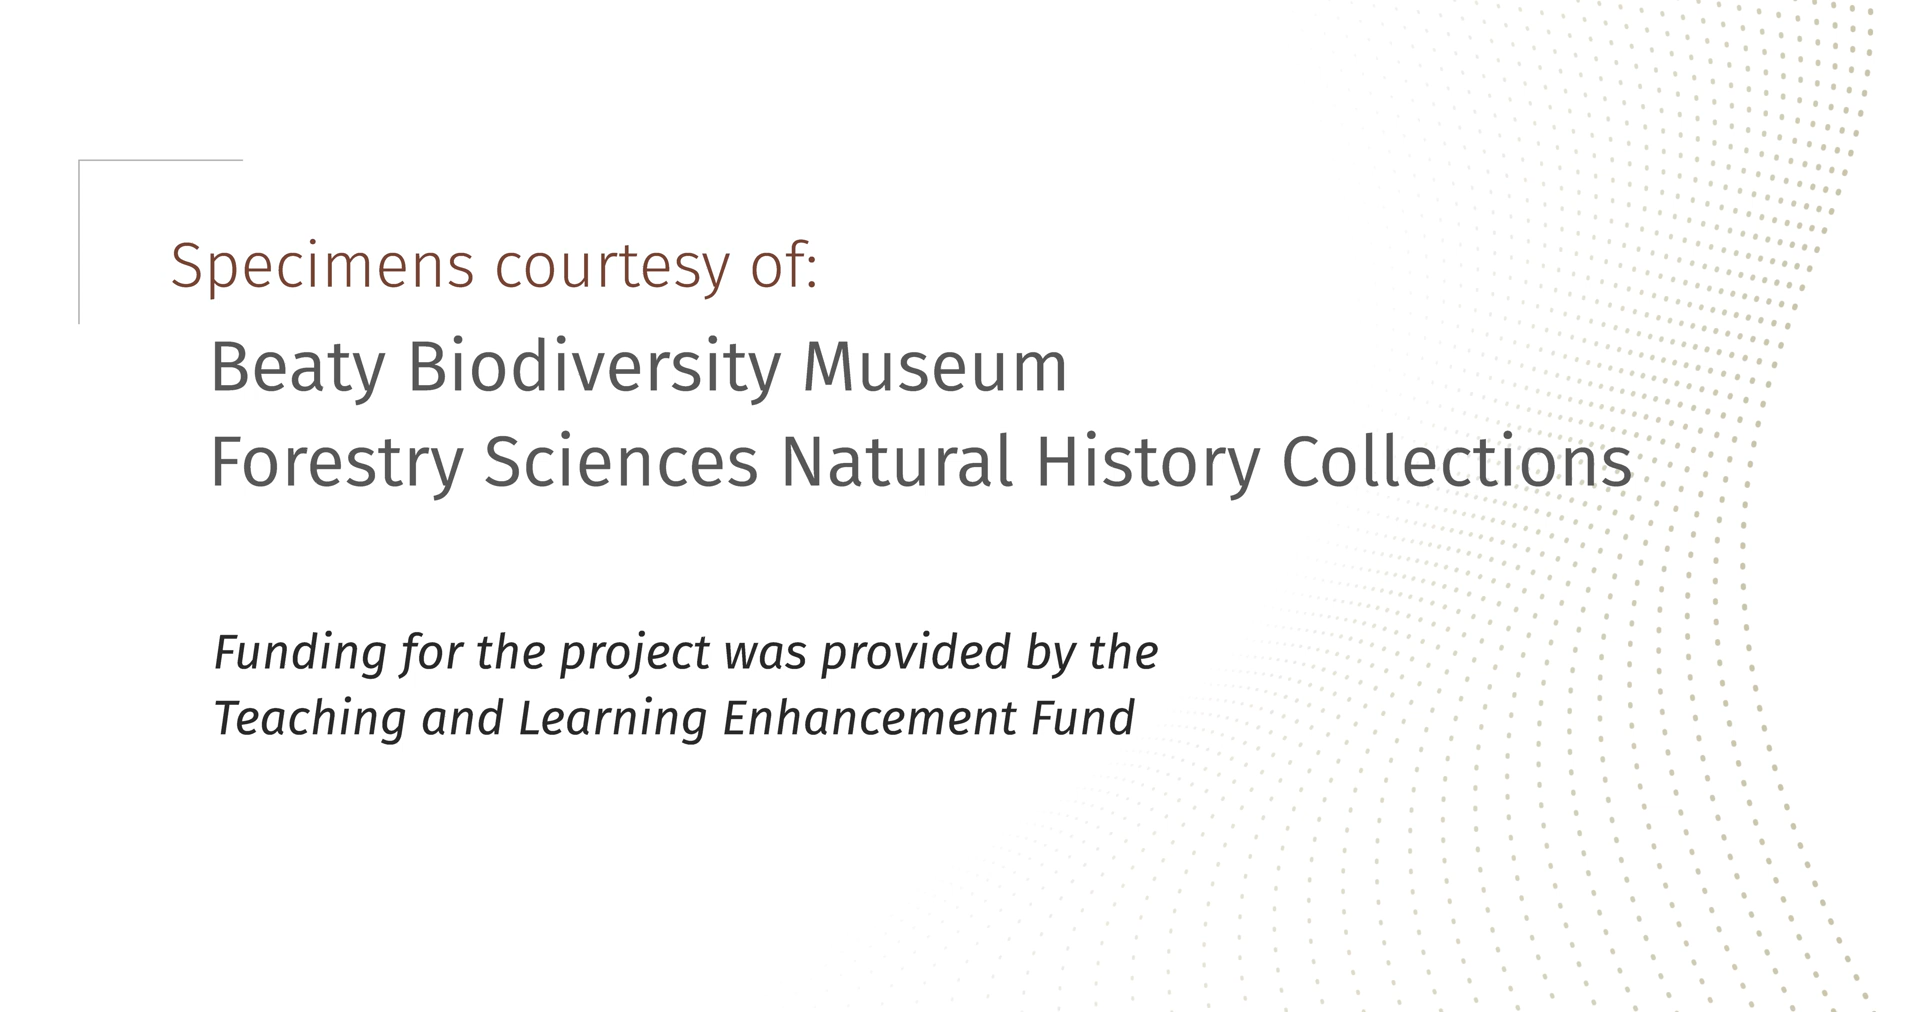 Specimens courtesy of:
Beaty Biodiversity Museum
Forestry Sciences Natural History Collections
Funding for the project was provided by the
Teaching and Learning Enhancement Fund